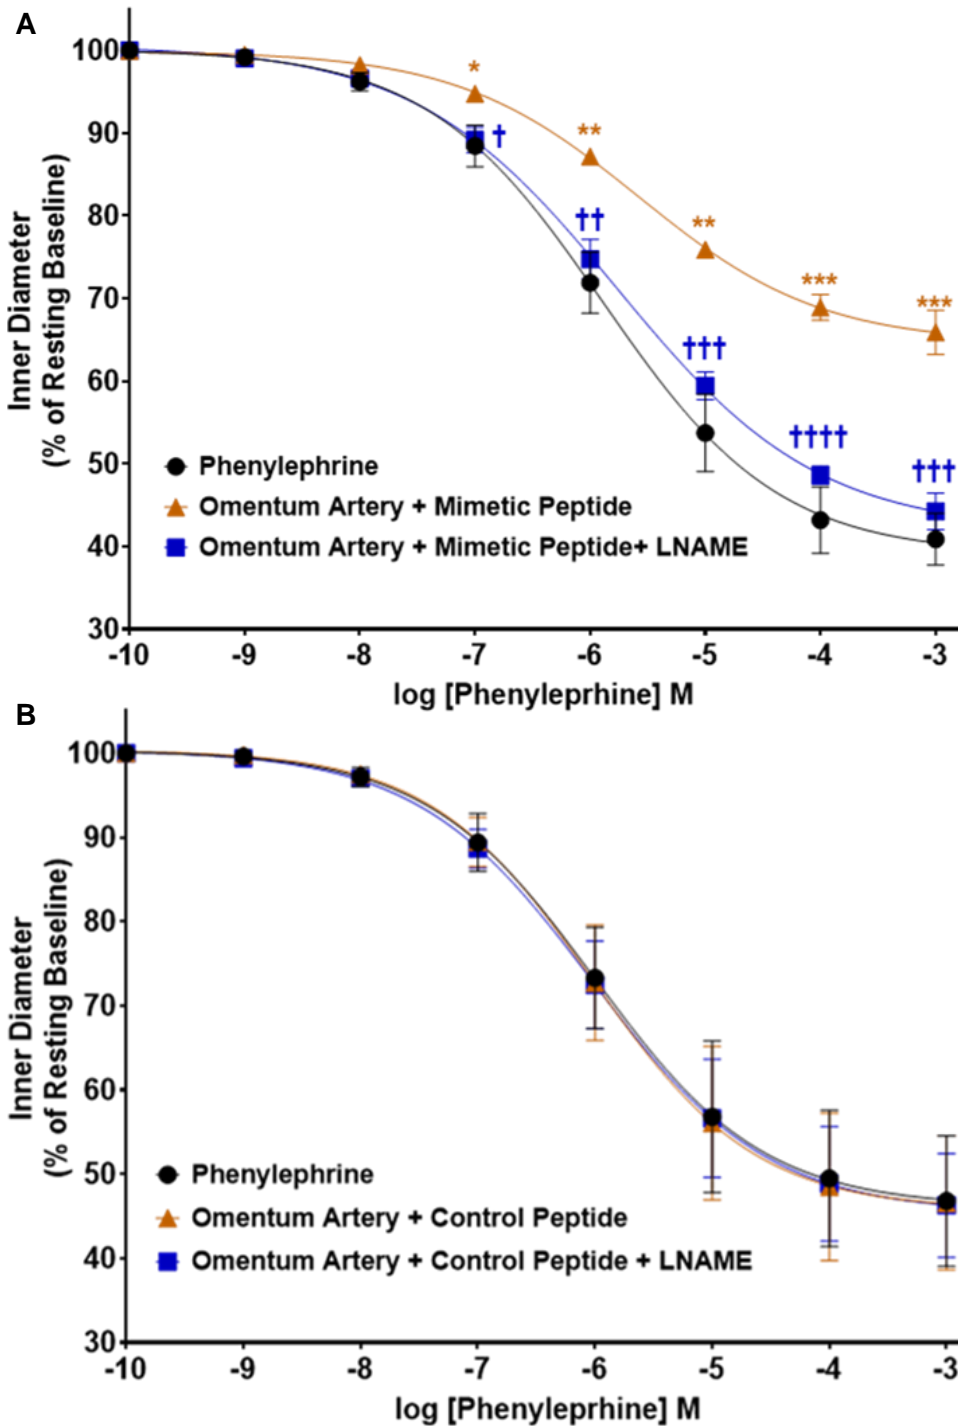 A
100
90
80
70
60
50
40
30
Inner Diameter
(% of Resting Baseline)
*
**
**
***
***
†
††
†††
††††
†††
Phenylephrine
Omentum Artery + Mimetic Peptide
Omentum Artery + Mimetic Peptide+ LNAME
-10 -9 -8 -7 -6 -5 -4 -3
log [Phenyleprhine] M
B
100
90
80
70
60
50
40
30
Inner Diameter
(% of Resting Baseline)
Phenylephrine
Omentum Artery + Control Peptide
Omentum Artery + Control Peptide + LNAME
-10 -9 -8 -7 -6 -5 -4 -3
log [Phenyleprhine] M